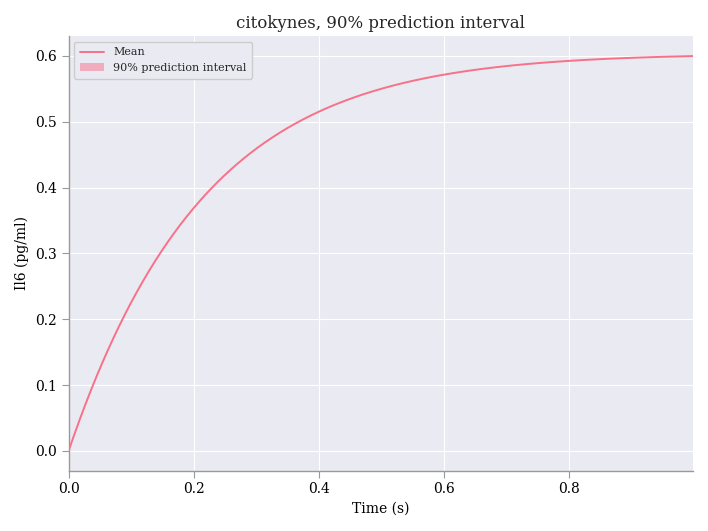 citokynes, 90% prediction interval
Mean
90% prediction interval
0.6
0.5
0.4
0.3
0.2
0.1
0.0
Il6 (pg/ml)
0.0 0.2 0.4 0.6 0.8
Time (s)